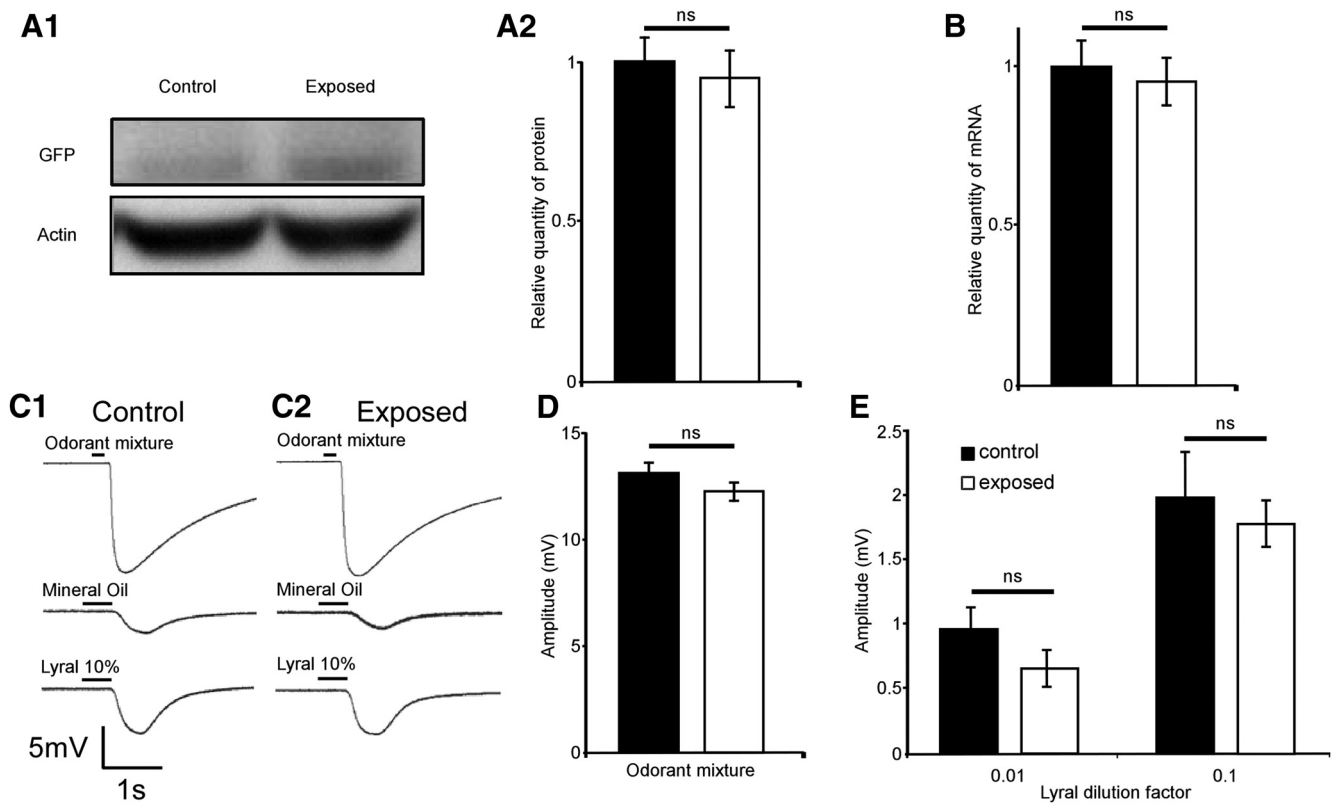 A1
Control Exposed
GFP
Actin
A2
ns
1
0.5
0
Relative quantity of protein
B
ns
1
0.5
0
Relative quantity of mRNA
C1 Control
Odorant mixture
Mineral Oil
Lyral 10%
5mV
1s
C2 Exposed
Odorant mixture
Mineral Oil
Lyral 10%
D
ns
15
10
5
0
Amplitude (mV)
Odorant mixture
E
control
exposed
ns
ns
2.5
2
1.5
1
0.5
0
Amplitude (mV)
0.01 0.1
Lyral dilution factor